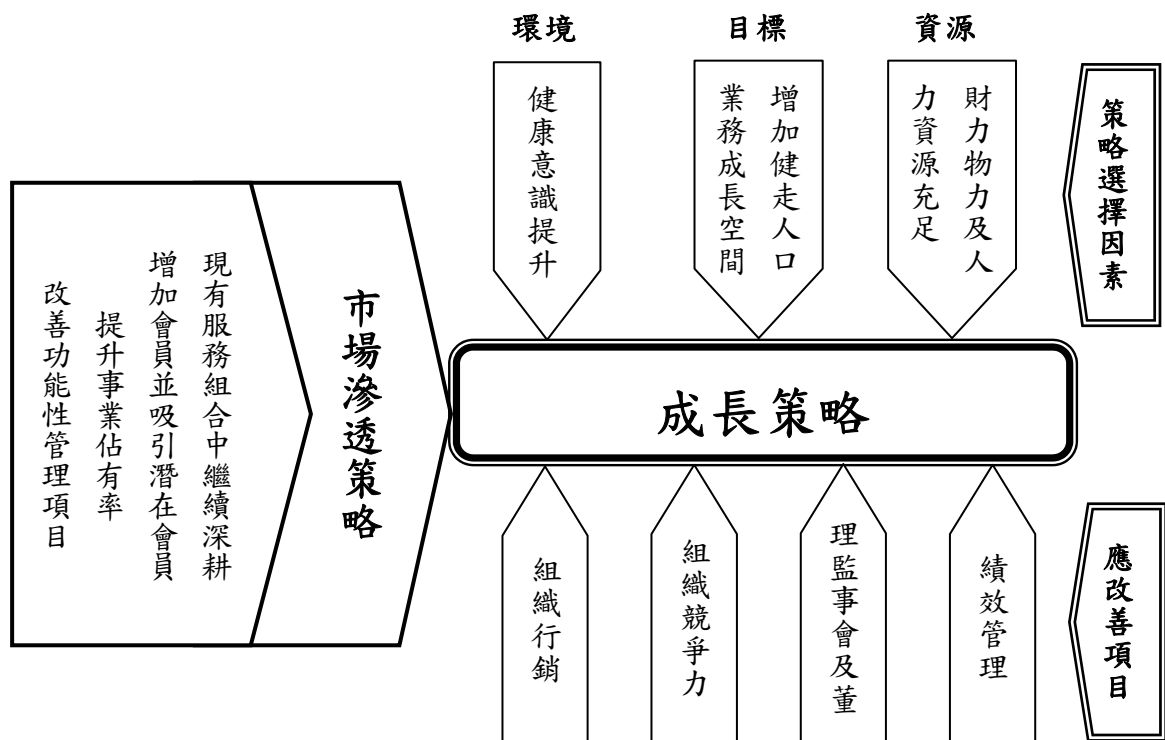 環境
目標
資源
健康意識提升
增加健走人口
業務成長空間
財力物力及人
力資源充足
策略選擇因素
現有服務組合中繼續深耕
增加會員並吸引潛在會員
提升事業佔有率
改善功能性管理項目
市場滲透策略
成長策略
組織行銷
組織競爭力
理監事會及董
績效管理
應改善項目